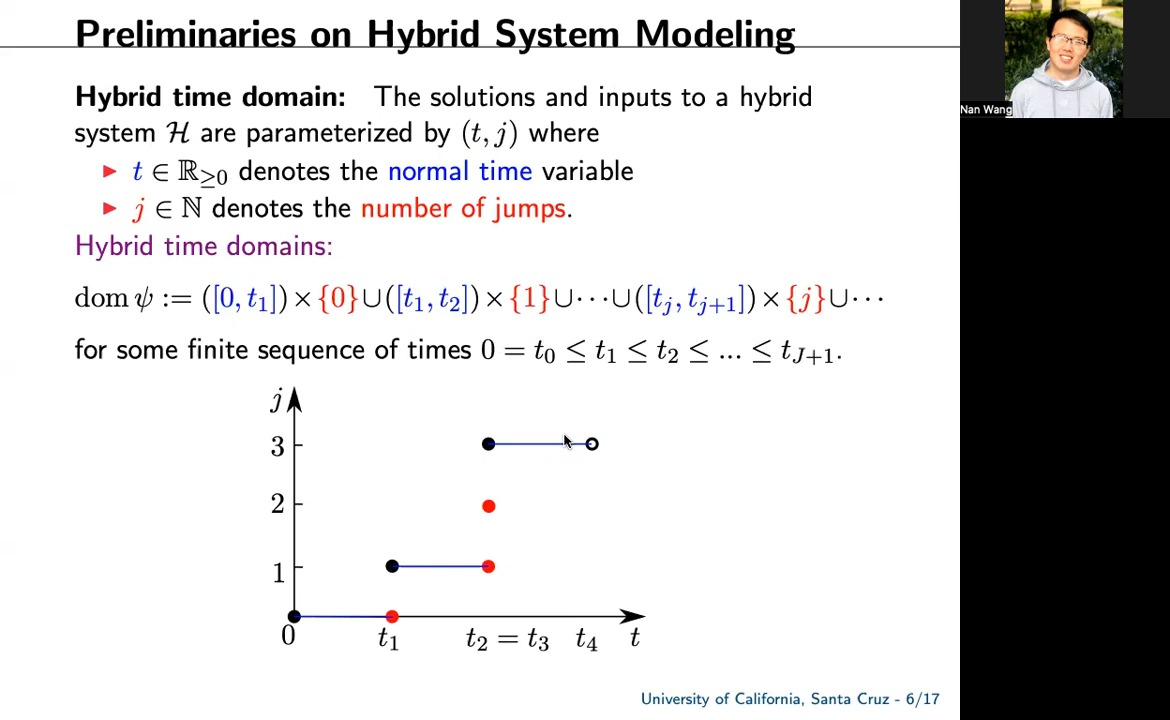 Preliminaries on Hybrid System Modeling
Nan Wang
Hybrid time domain: The solutions and inputs to a hybrid
system ℋ are parameterized by (t, j) where
▶ t ∈ ℝ≥0 denotes the normal time variable
▶ j ∈ ℕ denotes the number of jumps.
Hybrid time domains:
dom ψ := ([0, t₁]) × {0} ∪ ([t₁, t₂]) × {1} ∪ ··· ∪ ([tⱼ, tⱼ₊₁]) × {j} ∪ ···
for some finite sequence of times 0 = t₀ ≤ t₁ ≤ t₂ ≤ ... ≤ t_{J+1}.
j
3
2
1
0 t₁ t₂ = t₃ t₄ t
University of California, Santa Cruz - 6/17